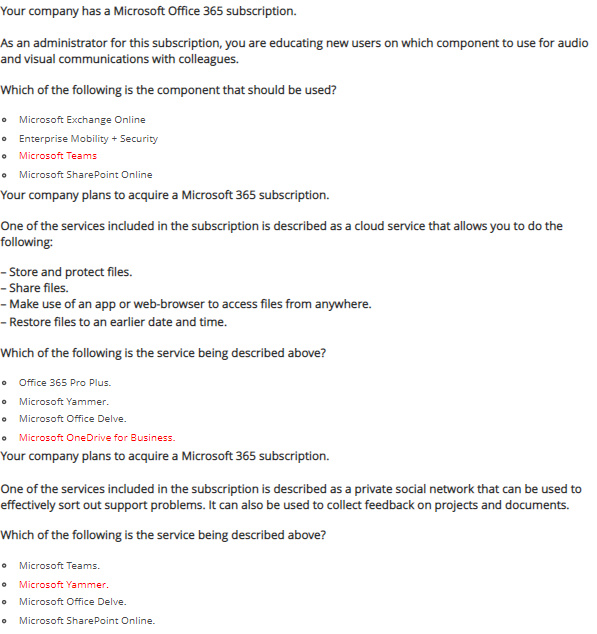 Your company has a Microsoft Office 365 subscription.
As an administrator for this subscription, you are educating new users on which component to use for audio
and visual communications with colleagues.
Which of the following is the component that should be used?
Microsoft Exchange Online
Enterprise Mobility + Security
Microsoft Teams
Microsoft SharePoint Online
Your company plans to acquire a Microsoft 365 subscription.
One of the services included in the subscription is described as a cloud service that allows you to do the
following:
– Store and protect files.
– Share files.
– Make use of an app or web-browser to access files from anywhere.
– Restore files to an earlier date and time.
Which of the following is the service being described above?
Office 365 Pro Plus.
Microsoft Yammer.
Microsoft Office Delve.
Microsoft OneDrive for Business.
Your company plans to acquire a Microsoft 365 subscription.
One of the services included in the subscription is described as a private social network that can be used to
effectively sort out support problems. It can also be used to collect feedback on projects and documents.
Which of the following is the service being described above?
Microsoft Teams.
Microsoft Yammer.
Microsoft Office Delve.
Microsoft SharePoint Online.